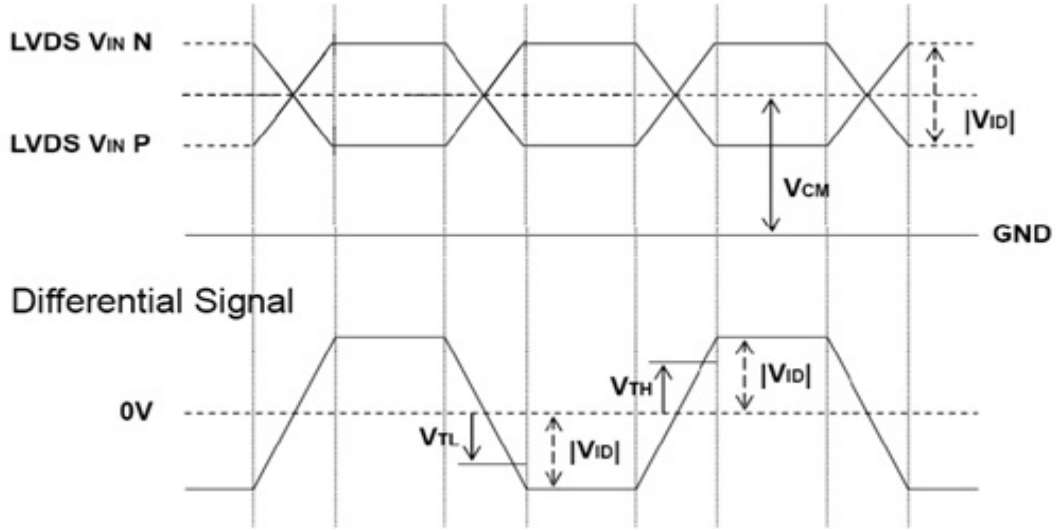 LVDS VIN N
|VID|
LVDS VIN P
VCM
GND
Differential Signal
VTH
|VID|
0V
VTL
|VID|